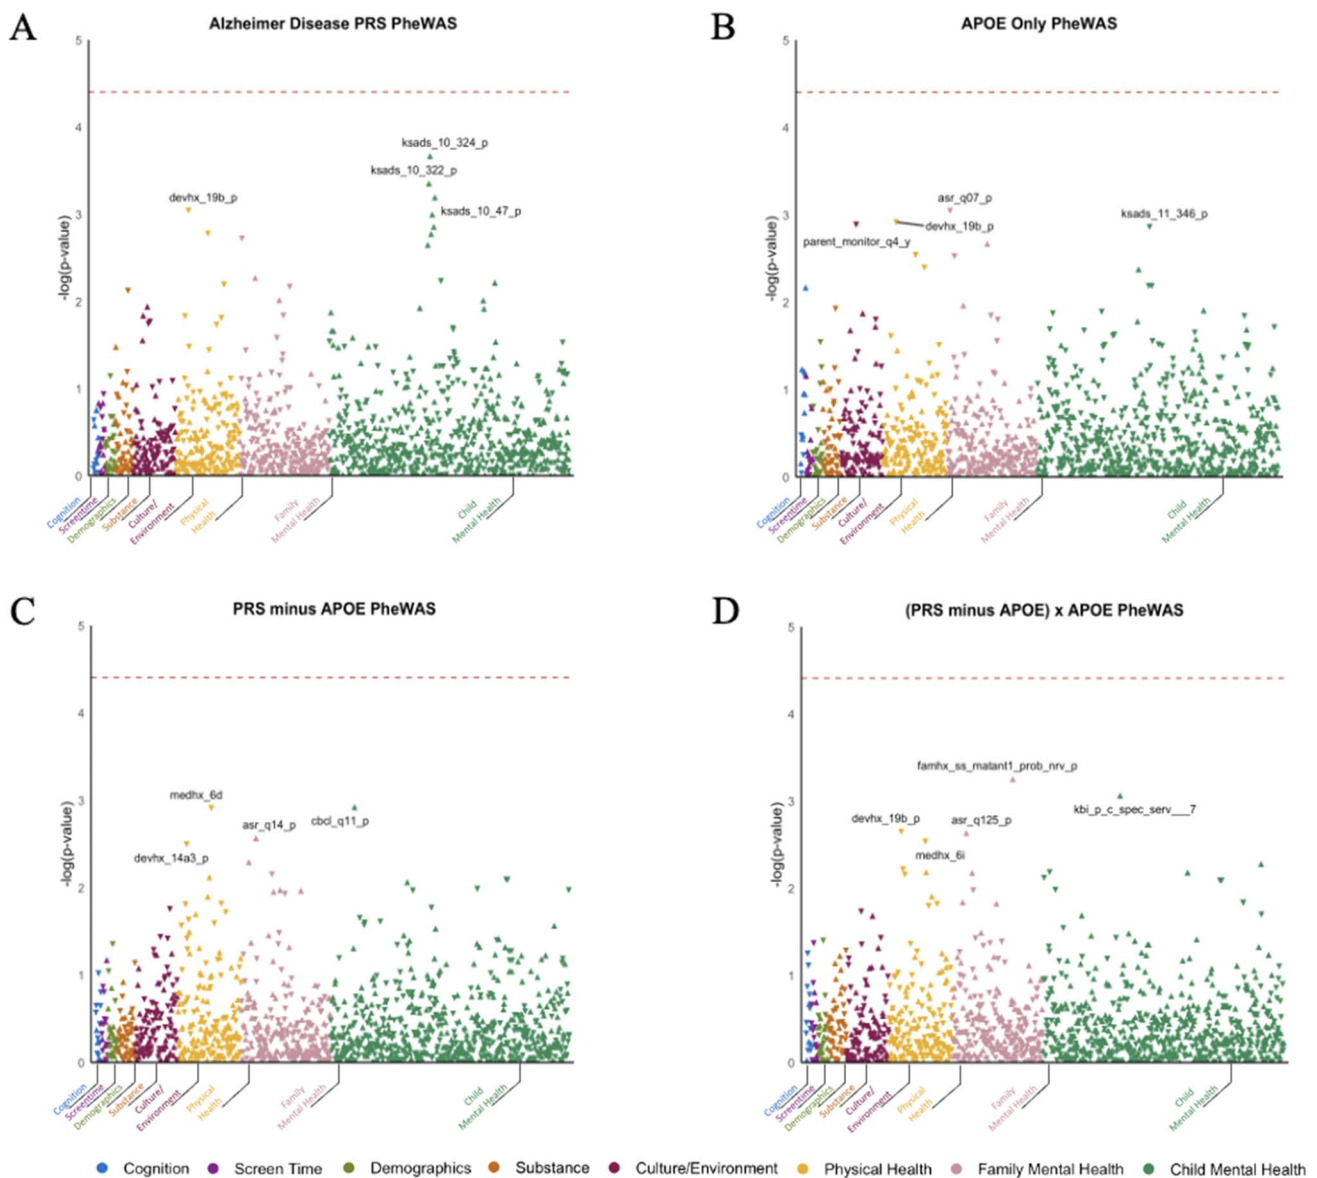 A
Alzheimer Disease PRS PheWAS
5
4
3
2
1
0
-log(p-value)
ksads_10_324_p
ksads_10_322_p
devhx_19b_p
ksads_10_47_p
Cognition
Screentime
Demographics
Substance
Culture/
Environment
Physical
Health
Family
Mental Health
Child
Mental Health
B
APOE Only PheWAS
5
4
3
2
1
0
-log(p-value)
asr_q07_p
ksads_11_346_p
devhx_19b_p
parent_monitor_q4_y
Cognition
Screentime
Demographics
Substance
Culture/
Environment
Physical
Health
Family
Mental Health
Child
Mental Health
C
PRS minus APOE PheWAS
5
4
3
2
1
0
-log(p-value)
medhx_6d
asr_q14_p
cbcl_q11_p
devhx_14a3_p
Cognition
Screentime
Demographics
Substance
Culture/
Environment
Physical
Health
Family
Mental Health
Child
Mental Health
D
(PRS minus APOE) x APOE PheWAS
5
4
3
2
1
0
-log(p-value)
famhx_ss_matant1_prob_nrv_p
kbi_p_c_spec_serv___7
devhx_19b_p
asr_q125_p
medhx_6i
Cognition
Screentime
Demographics
Substance
Culture/
Environment
Physical
Health
Family
Mental Health
Child
Mental Health
Cognition
Screen Time
Demographics
Substance
Culture/Environment
Physical Health
Family Mental Health
Child Mental Health